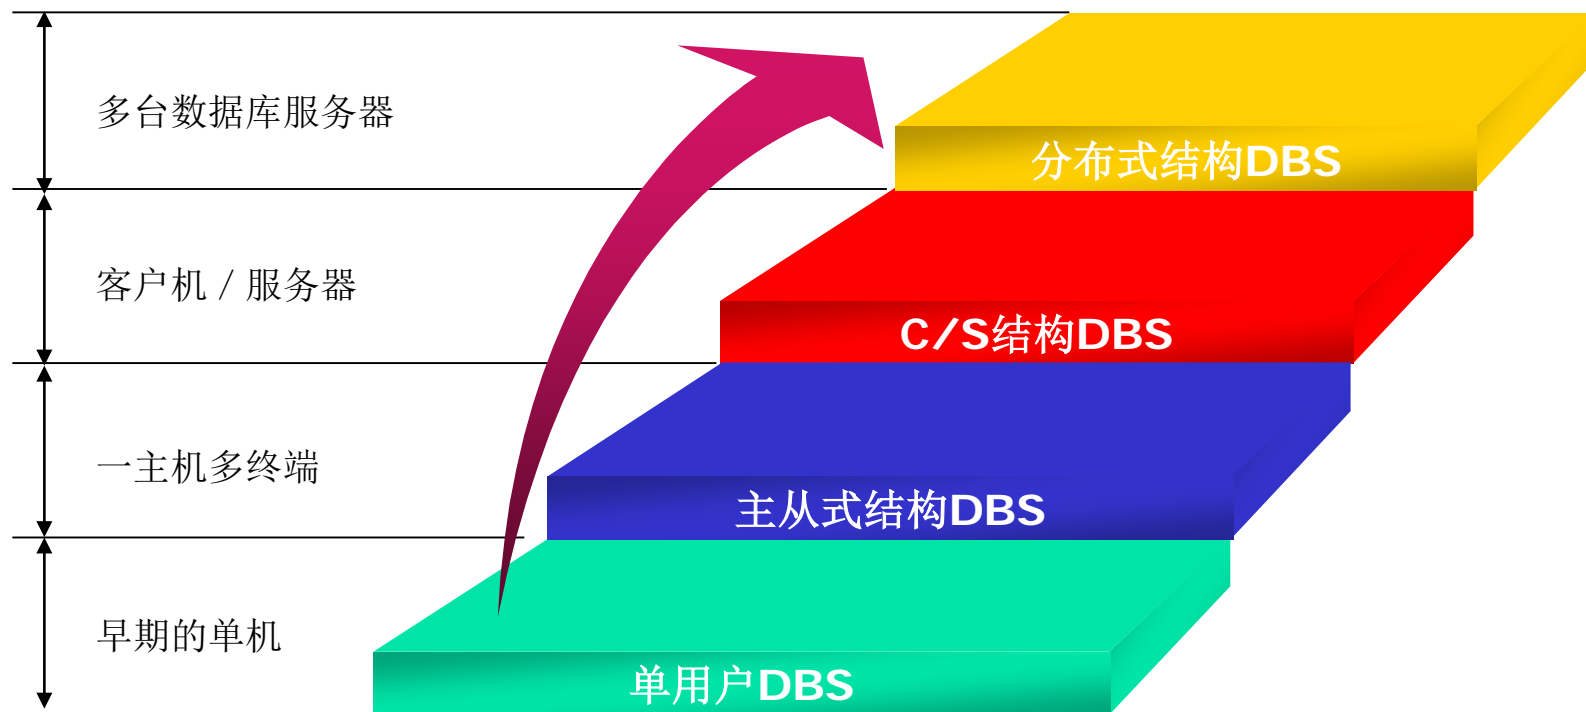 多台数据库服务器
分布式结构DBS
客户机 / 服务器
C/S结构DBS
一主机多终端
主从式结构DBS
早期的单机
单用户DBS